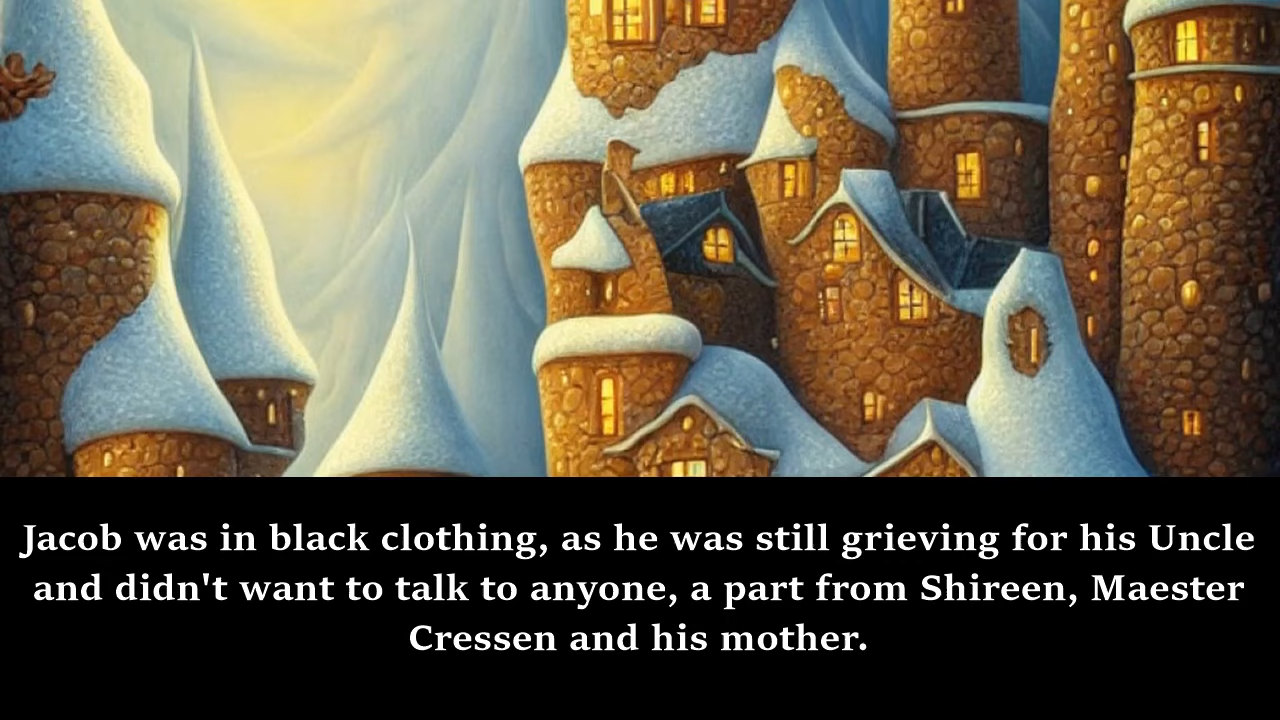 Jacob was in black clothing, as he was still grieving for his Uncle
and didn't want to talk to anyone, a part from Shireen, Maester
Cressen and his mother.